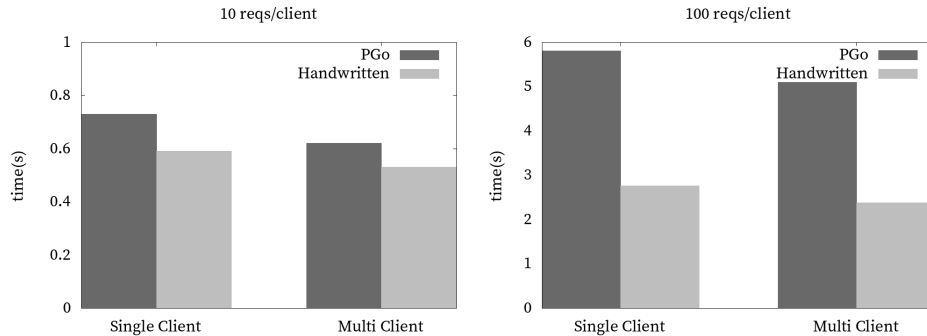 10 reqs/client
time(s)
1
0.8
0.6
0.4
0.2
0
PGo
Handwritten
Single Client
Multi Client
100 reqs/client
time(s)
6
5
4
3
2
1
0
PGo
Handwritten
Single Client
Multi Client